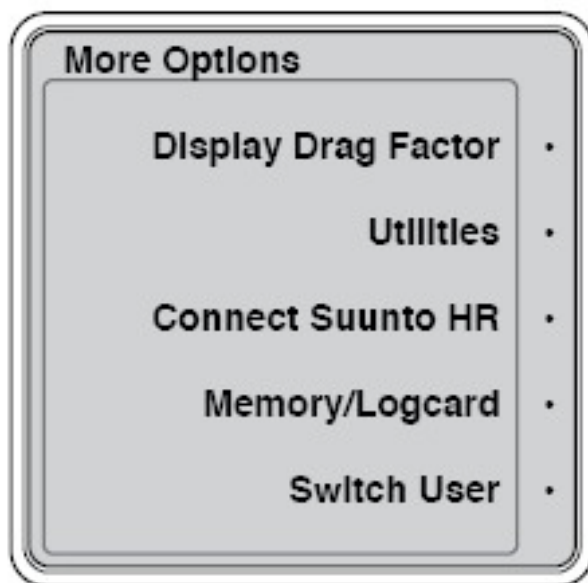 More Options
Display Drag Factor
Utilities
Connect Suunto HR
Memory/Logcard
Switch User